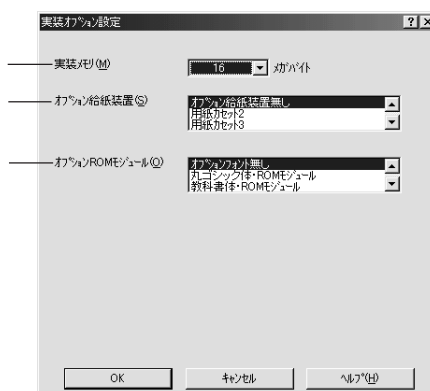 実装ｵﾌﾟｼｮﾝ設定
実装ﾒﾓﾘ(M) 16 ﾒｶﾞﾊﾞｲﾄ
ｵﾌﾟｼｮﾝ給紙装置(S) ｵﾌﾟｼｮﾝ給紙装置無し
用紙ｶｾｯﾄ2
用紙ｶｾｯﾄ3
ｵﾌﾟｼｮﾝROMﾓｼﾞｭｰﾙ(O) ｵﾌﾟｼｮﾝﾌｫﾝﾄ無し
丸ゴシック体・ROMﾓｼﾞｭｰﾙ
教科書体・ROMﾓｼﾞｭｰﾙ
OK ｷｬﾝｾﾙ ﾍﾙﾌﾟ(H)